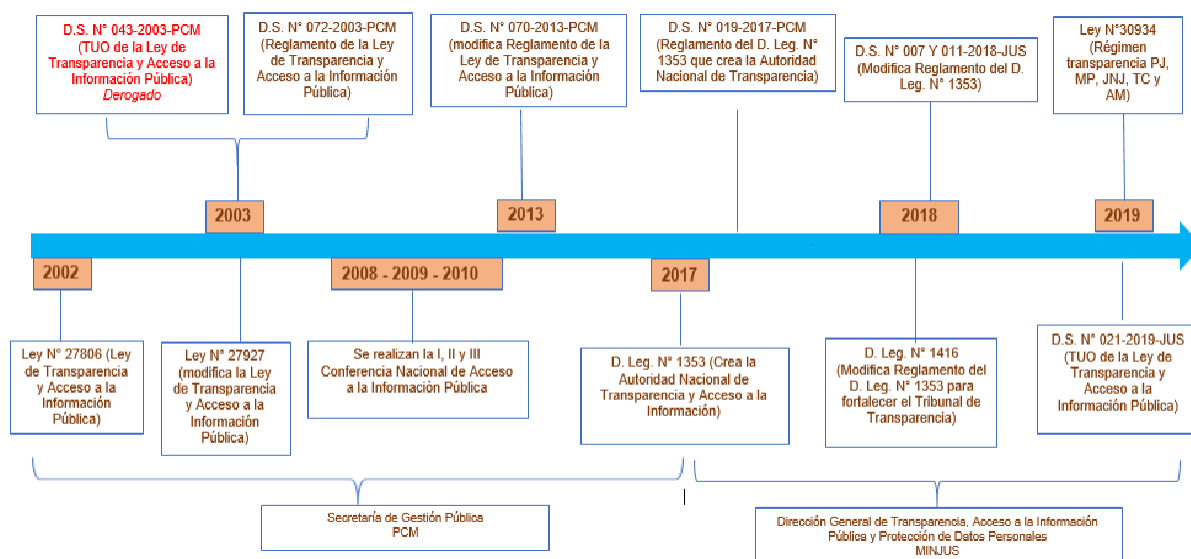 D.S. N° 043-2003-PCM
(TUO de la Ley de
Transparencia y Acceso a la
Información Pública)
Derogado
D.S. N° 072-2003-PCM
(Reglamento de la Ley
de Transparencia y
Acceso a la Información
Pública)
D.S. N° 070-2013-PCM
(modifica Reglamento de la
Ley de Transparencia y
Acceso a la Información
Pública)
D.S. N° 019-2017-PCM
(Reglamento del D. Leg. N°
1353 que crea la Autoridad
Nacional de Transparencia)
D.S. N° 007 Y 011-2018-JUS
(Modifica Reglamento del D.
Leg. N° 1353)
Ley N°30934
(Régimen
transparencia PJ,
MP, JNJ, TC y
AM)
2003
2013
2018
2019
2002
2008 - 2009 - 2010
2017
Ley N° 27806 (Ley
de Transparencia
y Acceso a la
Información
Pública)
Ley N° 27927
(modifica la Ley
de Transparencia
y Acceso a la
Información
Pública)
Se realizan la I, II y III
Conferencia Nacional de Acceso
a la Información Pública
D. Leg. N° 1353 (Crea la
Autoridad Nacional de
Transparencia y Acceso a la
Información)
D. Leg. N° 1416
(Modifica Reglamento del
D. Leg. N° 1353 para
fortalecer el Tribunal de
Transparencia)
D.S. N° 021-2019-JUS
(TUO de la Ley de
Transparencia y
Acceso a la
Información Pública)
Secretaría de Gestión Pública
PCM
Dirección General de Transparencia, Acceso a la Información
Pública y Protección de Datos Personales
MINJUS